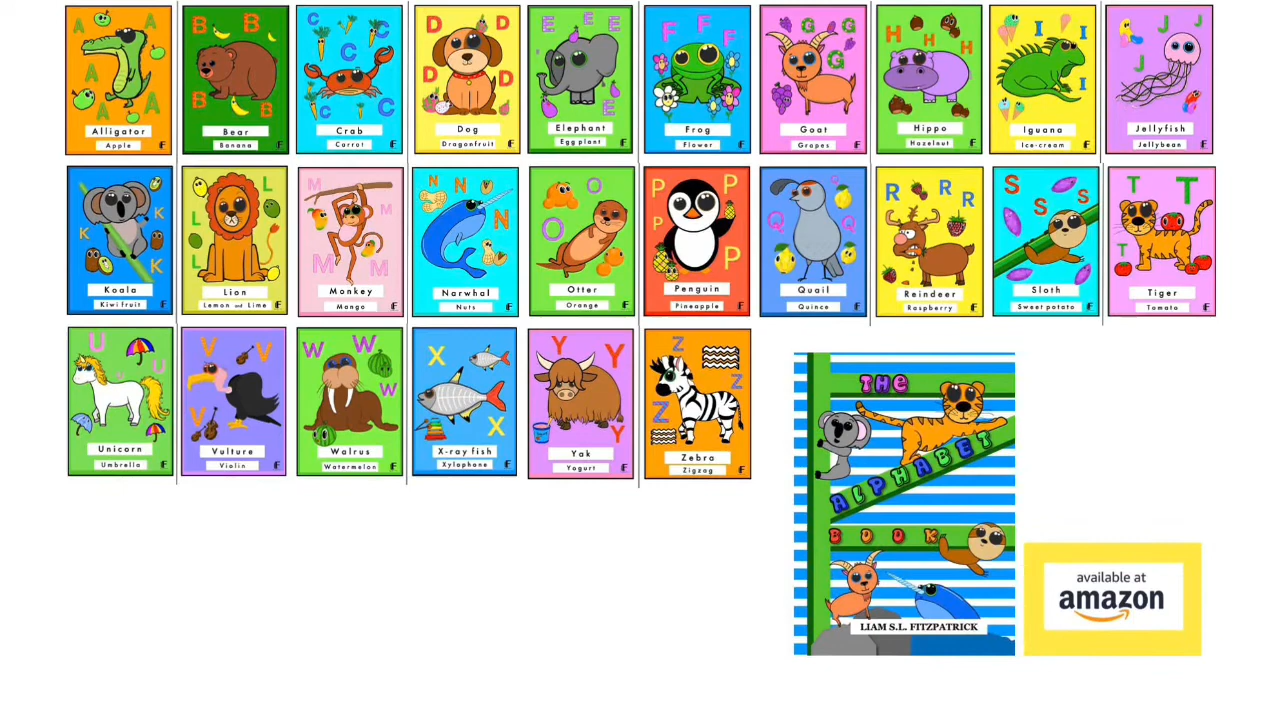 A A A A
Alligator
Apple
B B B B
Bear
Banana
C C C C C
Crab
Carrot
D D D D
Dog
Dragonfruit
E E E E
Elephant
Eggplant
F F F
Frog
Flower
G G G
Goat
Grapes
H H H
Hippo
Hazelnut
I I I
Iguana
Ice-cream
J J J
Jellyfish
Jellybean
K K K
Koala
Kiwi fruit
L L L
Lion
Lemon and Lime
M M M M
Monkey
Mango
N N N
Narwhal
Nuts
O O
Otter
Orange
P P P P
Penguin
Pineapple
Q Q
Quail
Quince
R R R
Reindeer
Raspberry
S S S
Sloth
Sweet potato
T T T
Tiger
Tomato
U U
Unicorn
Umbrella
V V V
Vulture
Violin
W W W
Walrus
Watermelon
X X
X-ray fish
Xylophone
Y Y Y
Yak
Yogurt
Z Z Z
Zebra
Zigzag
THE
ALPHABET
BOOK
LIAM S.L. FITZPATRICK
available at
amazon